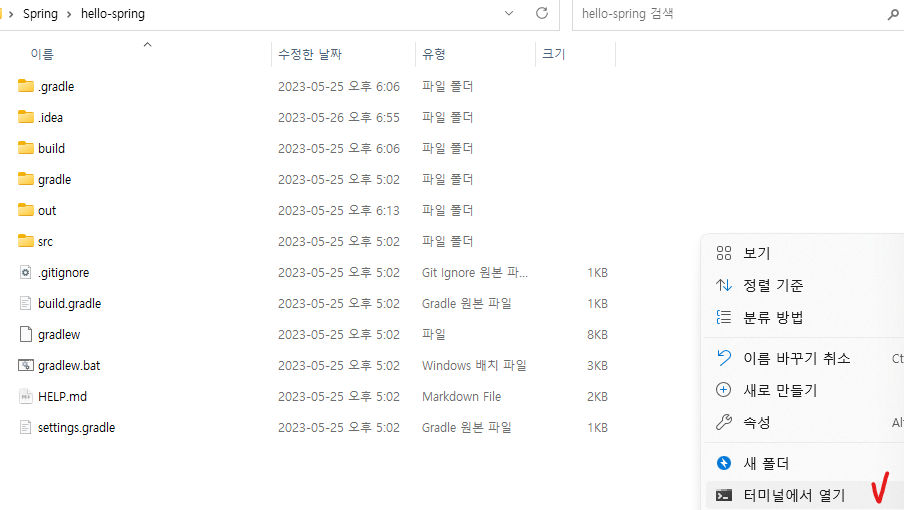 Spring > hello-spring
hello-spring 검색
이름 수정한 날짜 유형 크기
.gradle 2023-05-25 오후 6:06 파일 폴더
.idea 2023-05-26 오후 6:55 파일 폴더
build 2023-05-25 오후 6:06 파일 폴더
gradle 2023-05-25 오후 5:02 파일 폴더
out 2023-05-25 오후 6:13 파일 폴더
src 2023-05-25 오후 5:02 파일 폴더
.gitignore 2023-05-25 오후 5:02 Git Ignore 원본 파... 1KB
build.gradle 2023-05-25 오후 5:02 Gradle 원본 파일 1KB
gradlew 2023-05-25 오후 5:02 파일 8KB
gradlew.bat 2023-05-25 오후 5:02 Windows 배치 파일 3KB
HELP.md 2023-05-25 오후 5:02 Markdown File 2KB
settings.gradle 2023-05-25 오후 5:02 Gradle 원본 파일 1KB
보기
정렬 기준
분류 방법
이름 바꾸기 취소 Ct
새로 만들기
속성 Alt
새 폴더
터미널에서 열기